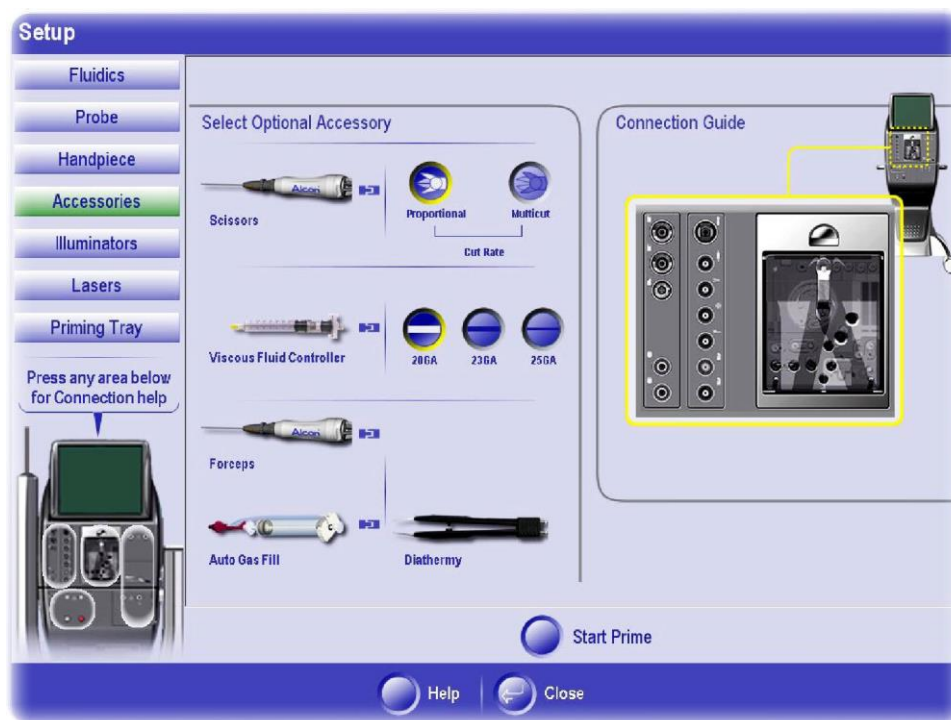 Setup
Fluidics
Probe
Handpiece
Accessories
Illuminators
Lasers
Priming Tray
Press any area below
for Connection help
Select Optional Accessory
Alcon
Scissors
Proportional
Multicut
Cut Rate
Viscous Fluid Controller
20GA
23GA
25GA
Alcon
Forceps
Auto Gas Fill
Diathermy
Connection Guide
Start Prime
Help
Close